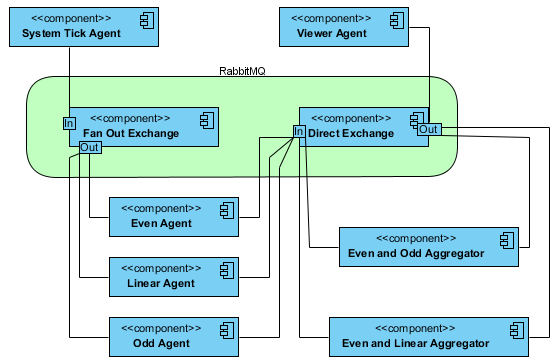 <<component>>
System Tick Agent
<<component>>
Viewer Agent
RabbitMQ
<<component>>
Fan Out Exchange
In
Out
<<component>>
Direct Exchange
In
Out
<<component>>
Even Agent
<<component>>
Even and Odd Aggregator
<<component>>
Linear Agent
<<component>>
Odd Agent
<<component>>
Even and Linear Aggregator